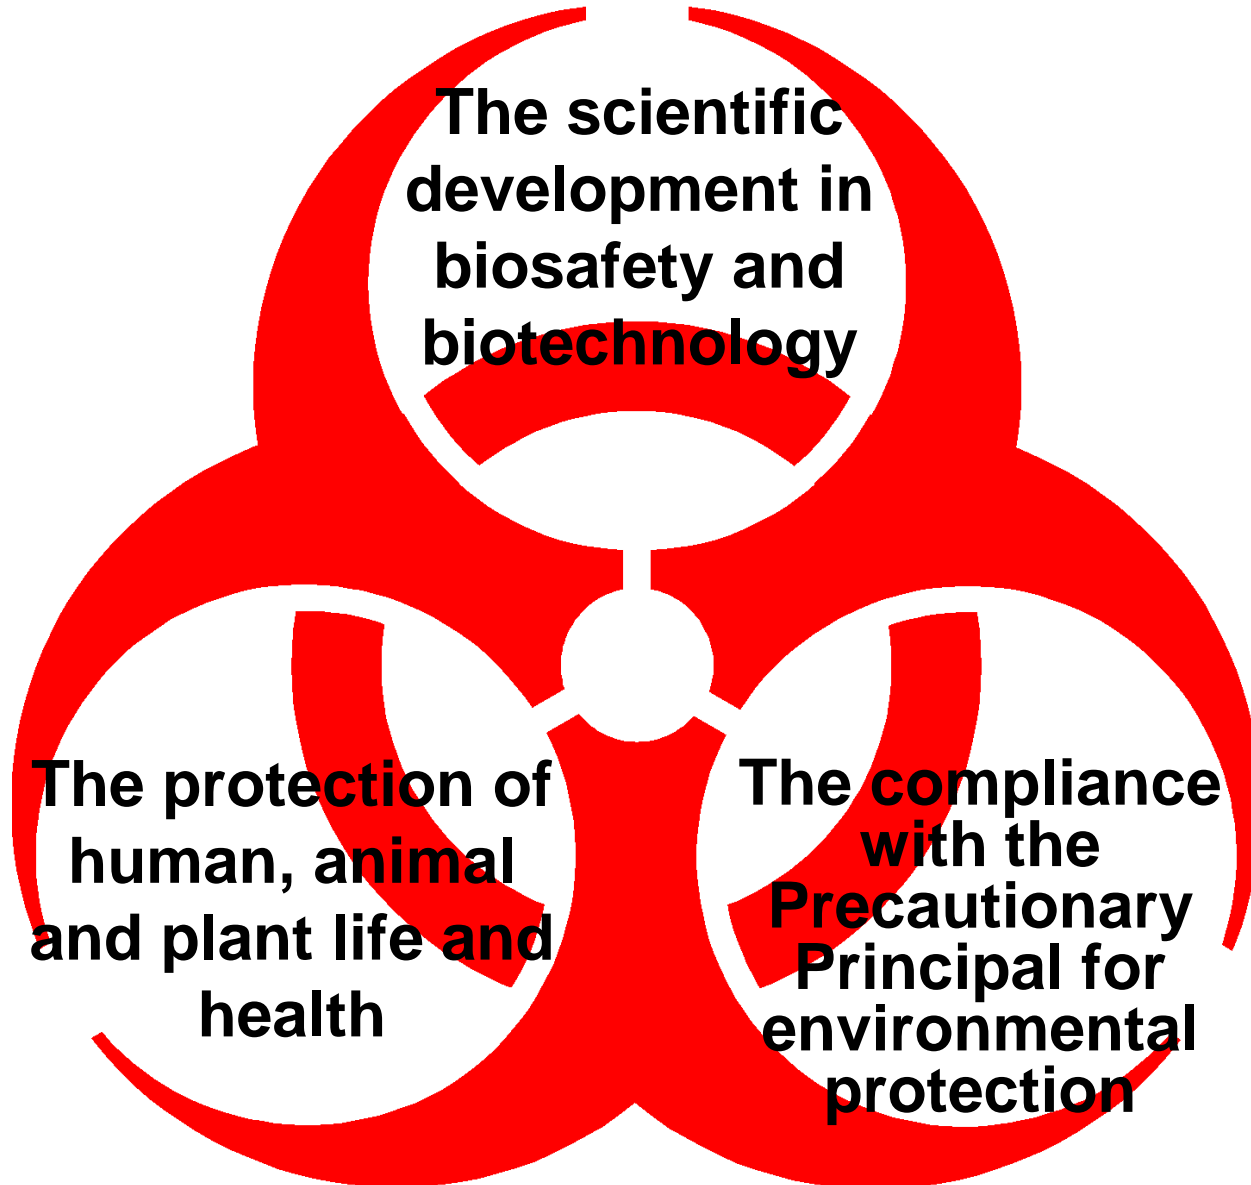 The scientific
development in
biosafety and
biotechnology
The protection of
human, animal
and plant life and
health
The compliance
with the
Precautionary
Principal for
environmental
protection